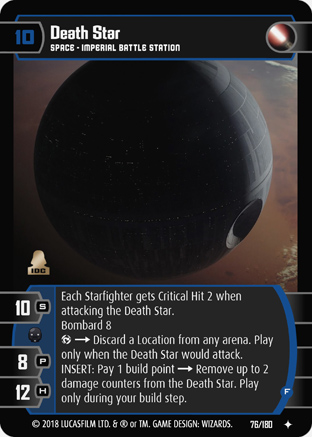 10
Death Star
SPACE - IMPERIAL BATTLE STATION
IDC
10 S
8 P
12 H
Each Starfighter gets Critical Hit 2 when
attacking the Death Star.
Bombard 8
→ Discard a Location from any arena. Play
only when the Death Star would attack.
INSERT: Pay 1 build point → Remove up to 2
damage counters from the Death Star. Play
only during your build step.
F
© 2018 LUCASFILM LTD. & ® or TM. GAME DESIGN: WIZARDS.
76/180